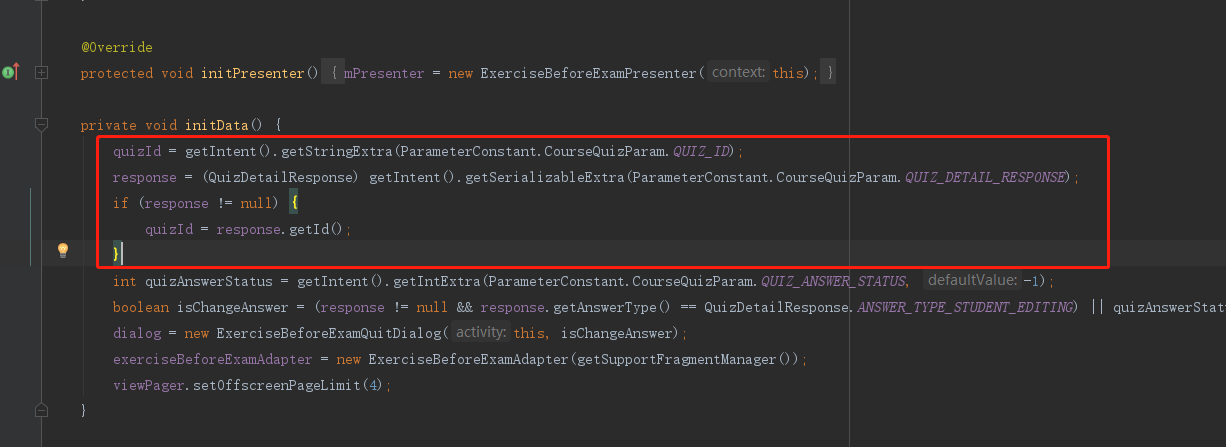 @Override
protected void initPresenter() { mPresenter = new ExerciseBeforeExamPresenter( context: this); }
private void initData() {
quizId = getIntent().getStringExtra(ParameterConstant.CourseQuizParam.QUIZ_ID);
response = (QuizDetailResponse) getIntent().getSerializableExtra(ParameterConstant.CourseQuizParam.QUIZ_DETAIL_RESPONSE);
if (response != null) {
quizId = response.getId();
}
int quizAnswerStatus = getIntent().getIntExtra(ParameterConstant.CourseQuizParam.QUIZ_ANSWER_STATUS, defaultValue: -1);
boolean isChangeAnswer = (response != null && response.getAnswerType() == QuizDetailResponse.ANSWER_TYPE_STUDENT_EDITING) || quizAnswerStat
dialog = new ExerciseBeforeExamQuitDialog( activity: this, isChangeAnswer);
exerciseBeforeExamAdapter = new ExerciseBeforeExamAdapter(getSupportFragmentManager());
viewPager.setOffscreenPageLimit(4);
}